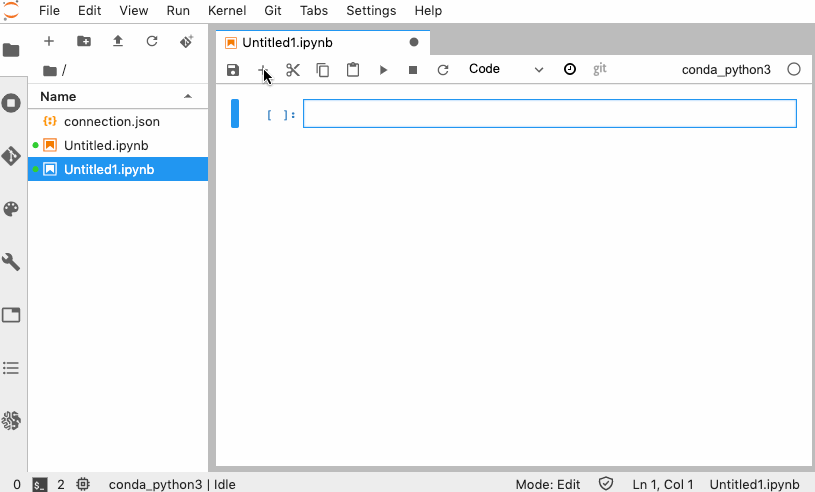 File Edit View Run Kernel Git Tabs Settings Help
/
Name
connection.json
Untitled.ipynb
Untitled1.ipynb
Untitled1.ipynb
Code git conda_python3
[ ]:
0 2 conda_python3 | Idle Mode: Edit Ln 1, Col 1 Untitled1.ipynb